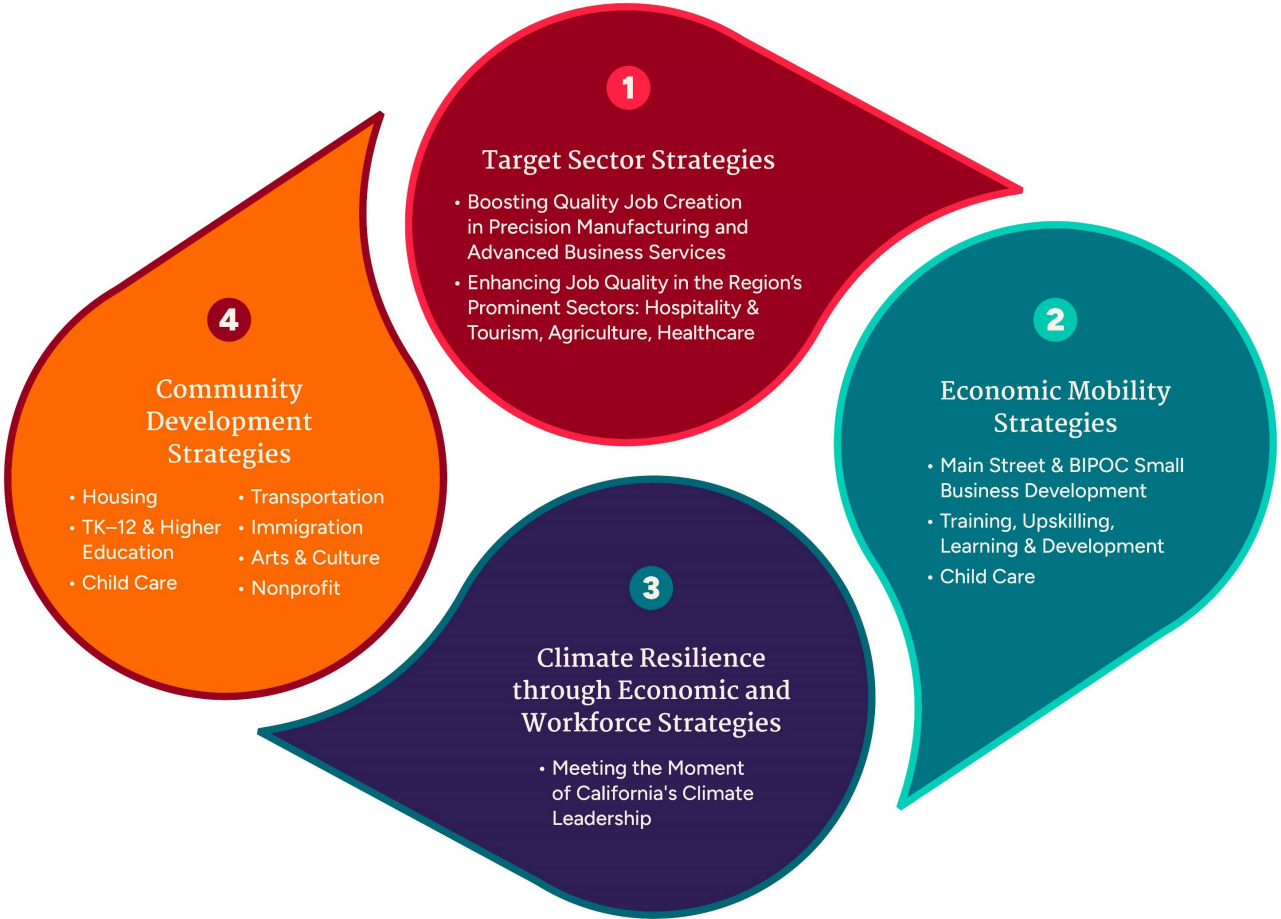 1
Target Sector Strategies
• Boosting Quality Job Creation
in Precision Manufacturing and
Advanced Business Services
• Enhancing Job Quality in the Region’s
Prominent Sectors: Hospitality &
Tourism, Agriculture, Healthcare
2
Economic Mobility
Strategies
• Main Street & BIPOC Small
Business Development
• Training, Upskilling,
Learning & Development
• Child Care
3
Climate Resilience
through Economic and
Workforce Strategies
• Meeting the Moment
of California's Climate
Leadership
4
Community
Development
Strategies
• Housing
• TK–12 & Higher
Education
• Child Care
• Transportation
• Immigration
• Arts & Culture
• Nonprofit